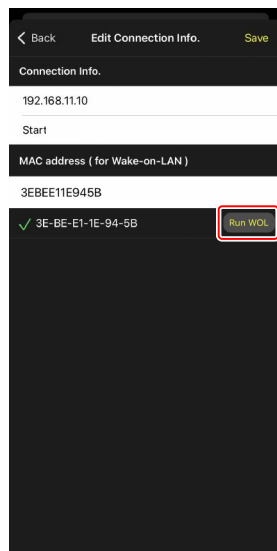 Back Edit Connection Info. Save
Connection Info.
192.168.11.10
Start
MAC address ( for Wake-on-LAN )
3EBEE11E945B
3E-BE-E1-1E-94-5B Run WOL